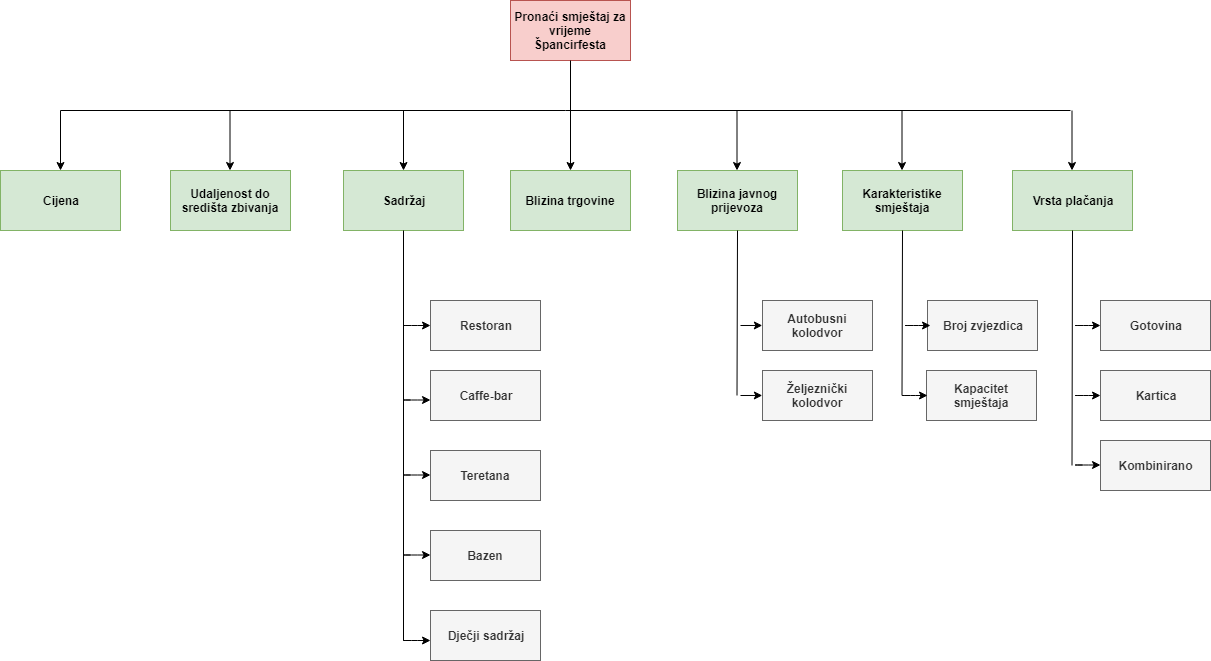 Pronaći smještaj za
vrijeme
Špancirfesta
Cijena
Udaljenost do
središta zbivanja
Sadržaj
Blizina trgovine
Blizina javnog
prijevoza
Karakteristike
smještaja
Vrsta plačanja
Restoran
Caffe-bar
Teretana
Bazen
Dječji sadržaj
Autobusni
kolodvor
Željeznički
kolodvor
Broj zvjezdica
Kapacitet
smještaja
Gotovina
Kartica
Kombinirano